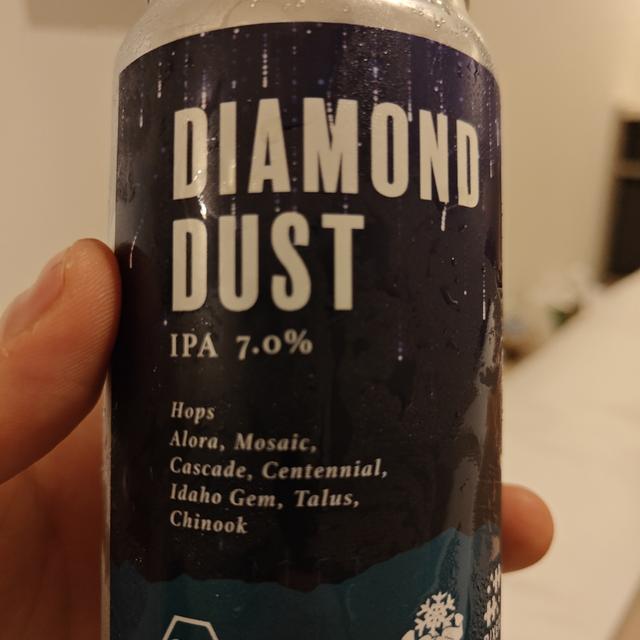 DIAMOND
DUST
IPA 7.0%
Hops
Alora, Mosaic,
Cascade, Centennial,
Idaho Gem, Talus,
Chinook